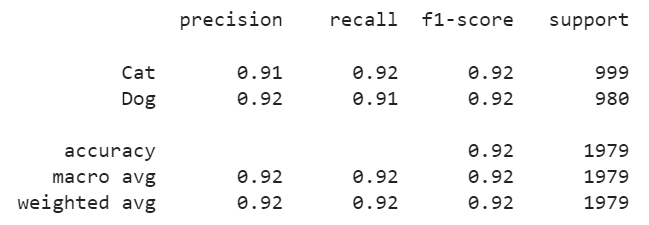 precision recall f1-score support
Cat 0.91 0.92 0.92 999
Dog 0.92 0.91 0.92 980
accuracy 0.92 1979
macro avg 0.92 0.92 0.92 1979
weighted avg 0.92 0.92 0.92 1979